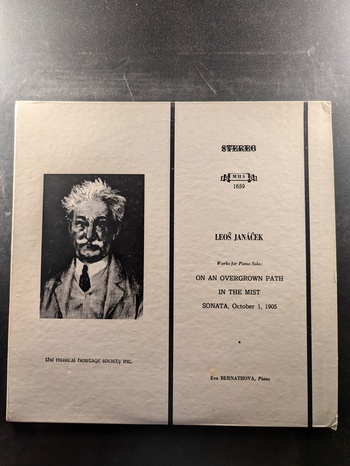 STEREO
MHS
1659
LEOŠ JANÁČEK
Works for Piano Solo:
ON AN OVERGROWN PATH
IN THE MIST
SONATA, October 1, 1905
Eva BERNATHOVA, Piano
the musical heritage society inc.